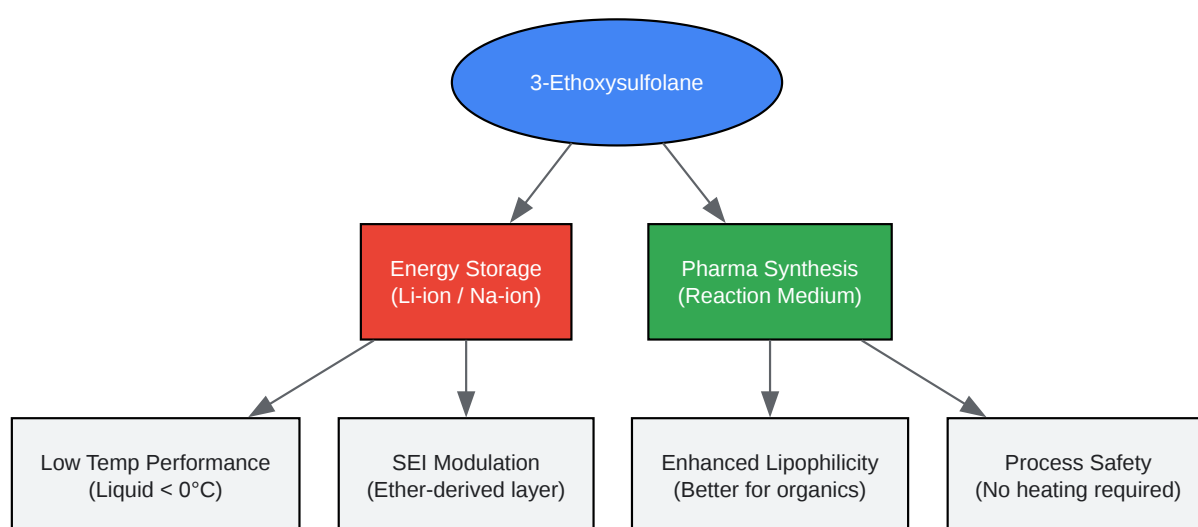 3-Ethoxysulfolane
Energy Storage
(Li-ion / Na-ion)
Pharma Synthesis
(Reaction Medium)
Low Temp Performance
(Liquid < 0°C)
SEI Modulation
(Ether-derived layer)
Enhanced Lipophilicity
(Better for organics)
Process Safety
(No heating required)